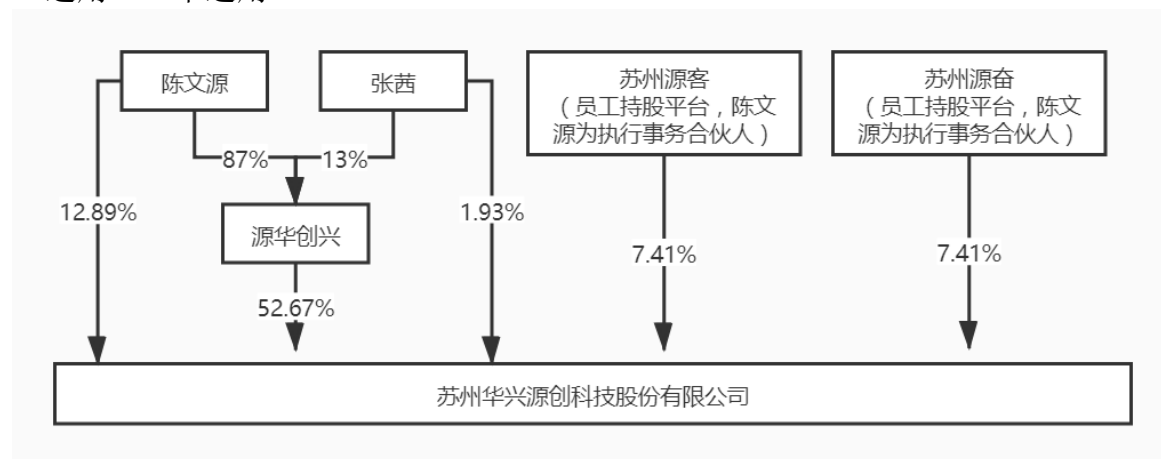 陈文源
张茜
苏州源客
（员工持股平台，陈文
源为执行事务合伙人）
苏州源奋
（员工持股平台，陈文
源为执行事务合伙人）
87%
13%
12.89%
源华创兴
1.93%
7.41%
7.41%
52.67%
苏州华兴源创科技股份有限公司